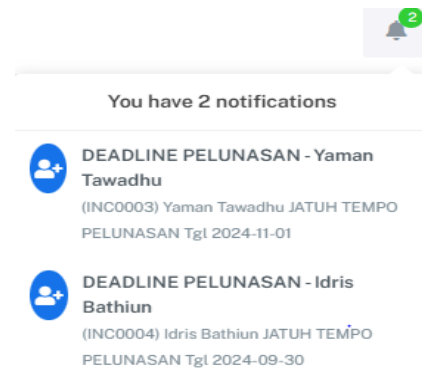 2
You have 2 notifications
DEADLINE PELUNASAN - Yaman
Tawadhu
(INC0003) Yaman Tawadhu JATUH TEMPO
PELUNASAN Tgl 2024-11-01
DEADLINE PELUNASAN - Idris
Bathiun
(INC0004) Idris Bathiun JATUH TEMPO
PELUNASAN Tgl 2024-09-30